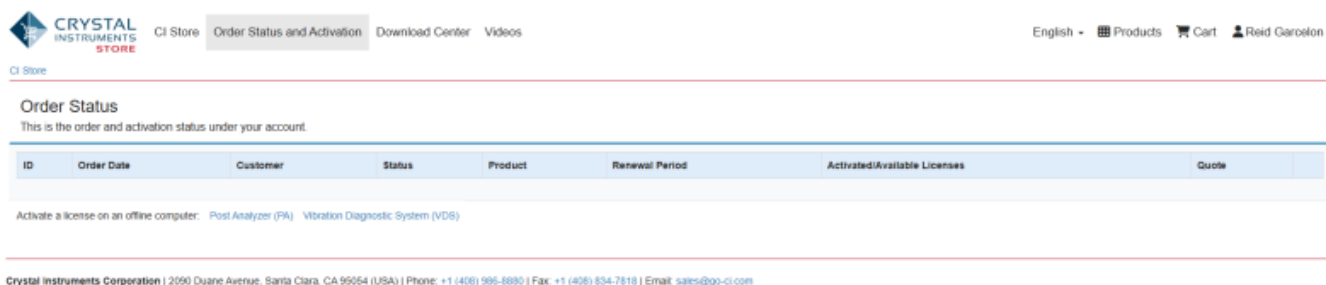 CRYSTAL
INSTRUMENTS
STORE
CI Store Order Status and Activation Download Center Videos English Products Cart Reid Garcelon
CI Store
Order Status
This is the order and activation status under your account.
ID Order Date Customer Status Product Renewal Period Activated/Available Licenses Quote
Activate a license on an offline computer: Post Analyzer (PA) Vibration Diagnostic System (VDS)
Crystal Instruments Corporation | 2090 Duane Avenue, Santa Clara, CA 95054 (USA) | Phone: +1 (408) 986-8880 | Fax: +1 (408) 834-7818 | Email: sales@go-ci.com